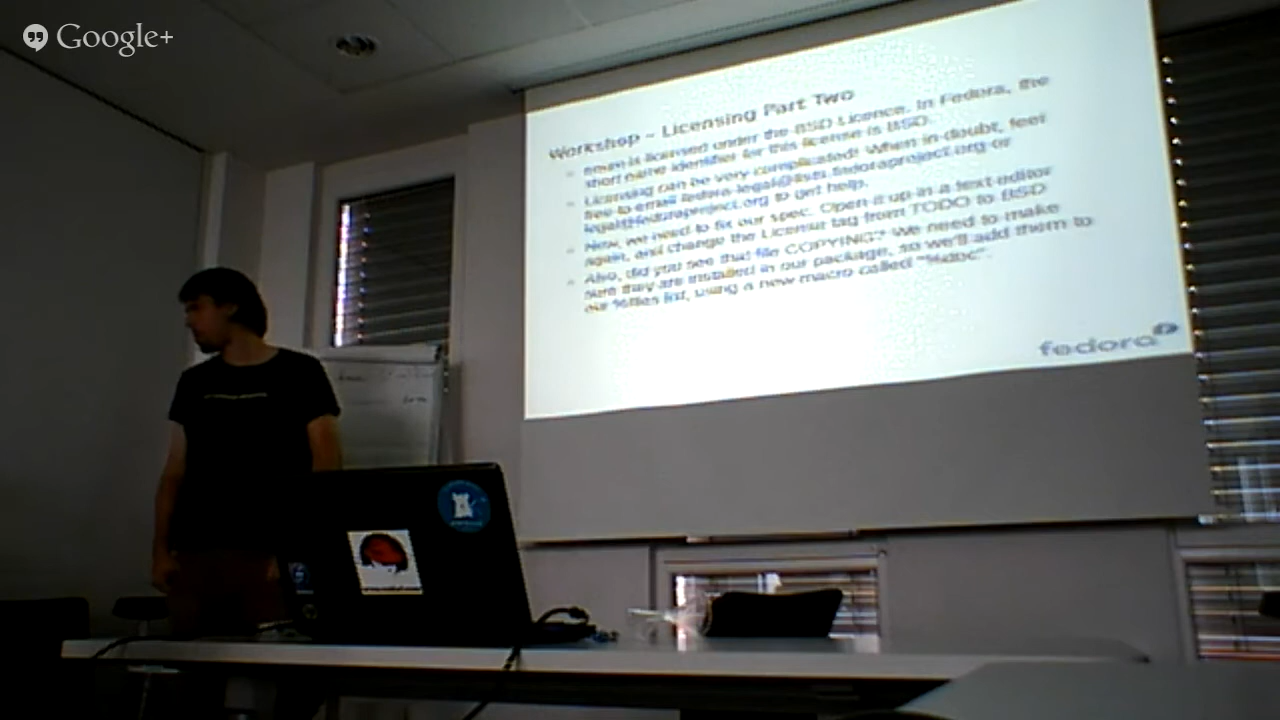 Google+
Workshop – Licensing Part Two
is licensed under the BSD Licence. In Fedora, the
short name identifier for this license is BSD.
Licensing can be very complicated! When in doubt, feel
free to email fedora-legal@lists.fedoraproject.org or
legal@fedoraproject.org to get help.
Now, we need to fix our spec. Open it up in a text editor
again, and change the License tag from TODO to BSD
Also, did you see that file COPYING? We need to make
sure they are installed in our package, so we'll add them to
our %files list, using a new macro called "%doc".
fedora